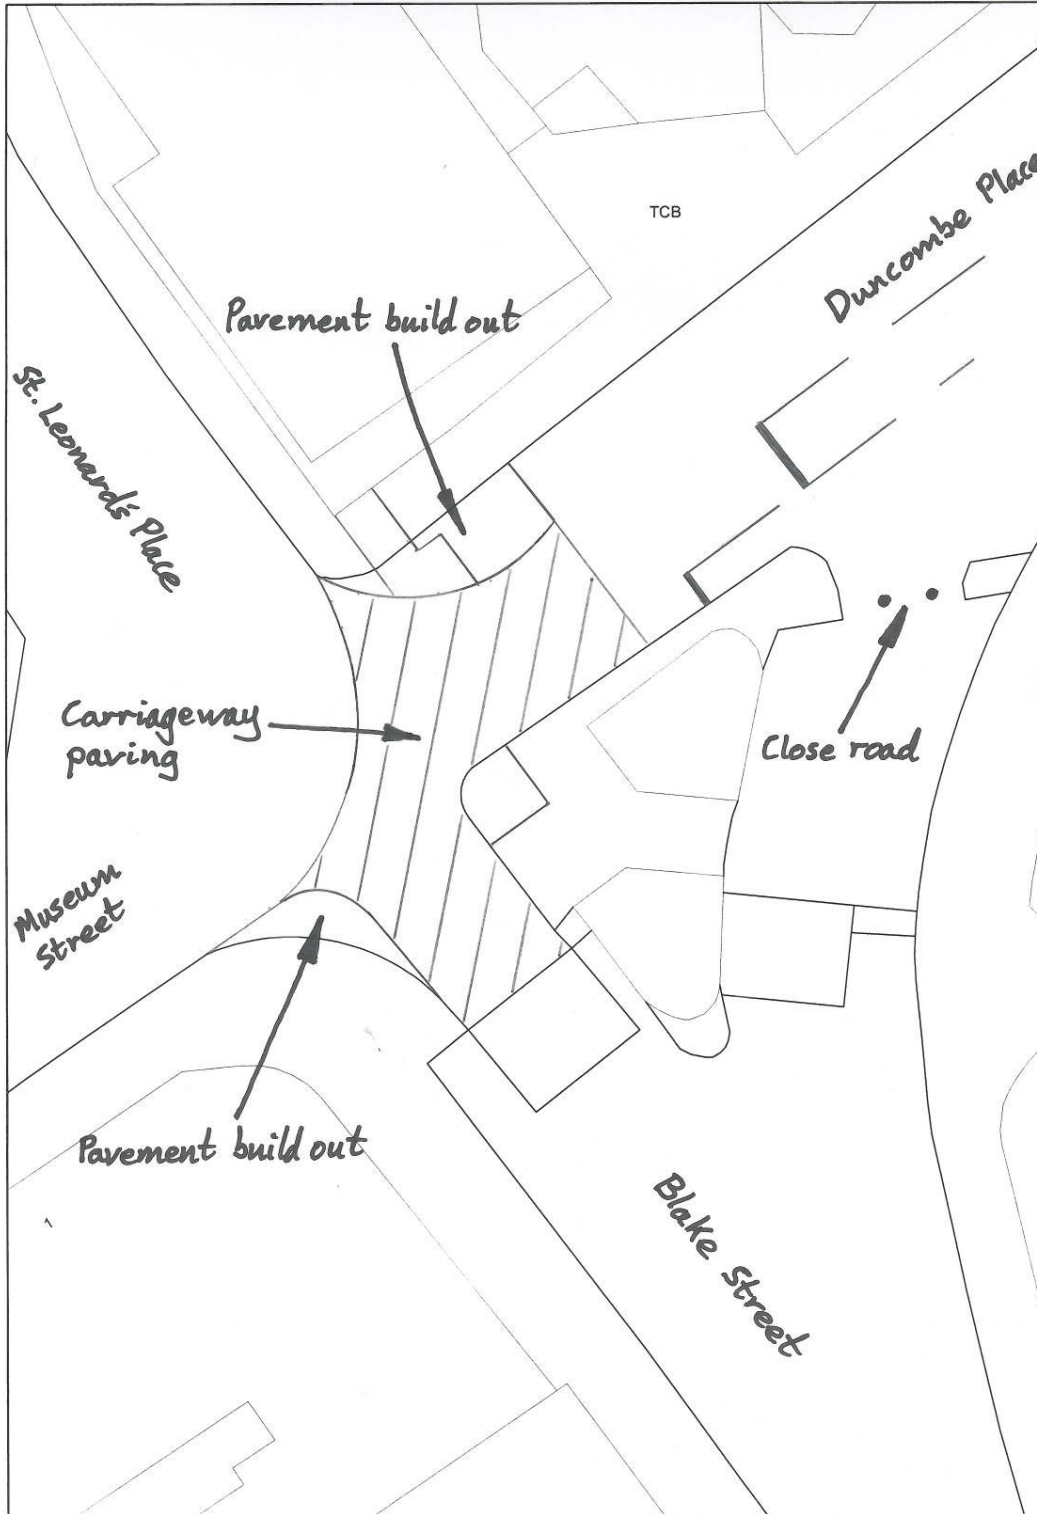 TCB
Duncombe Place
Pavement build out
St. Leonard's Place
Carriageway
paving
Close road
Museum
Street
Pavement build out
1
Blake Street